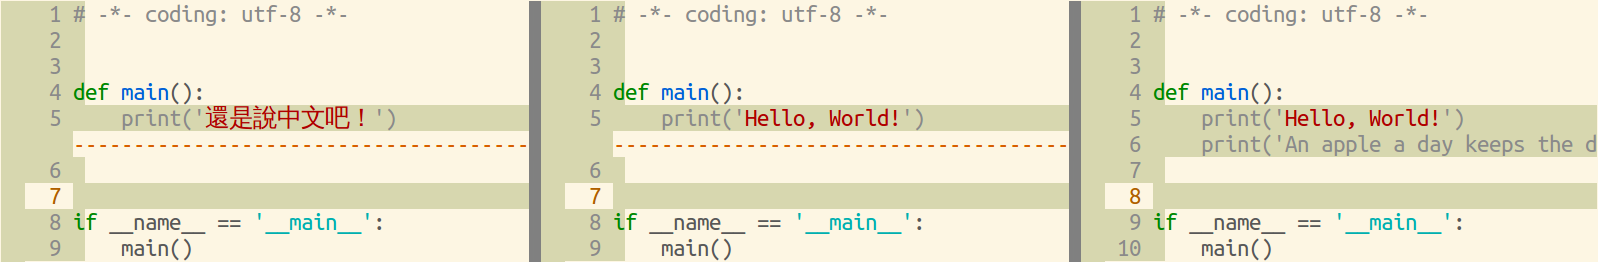 1 # -*- coding: utf-8 -*-
2
3
4 def main():
5     print('還是說中文吧！')
--------------------------------------
6
7
8 if __name__ == '__main__':
9     main()
1 # -*- coding: utf-8 -*-
2
3
4 def main():
5     print('Hello, World!')
--------------------------------------
6
7
8 if __name__ == '__main__':
9     main()
1 # -*- coding: utf-8 -*-
2
3
4 def main():
5     print('Hello, World!')
6     print('An apple a day keeps the d
7
8
9 if __name__ == '__main__':
10     main()